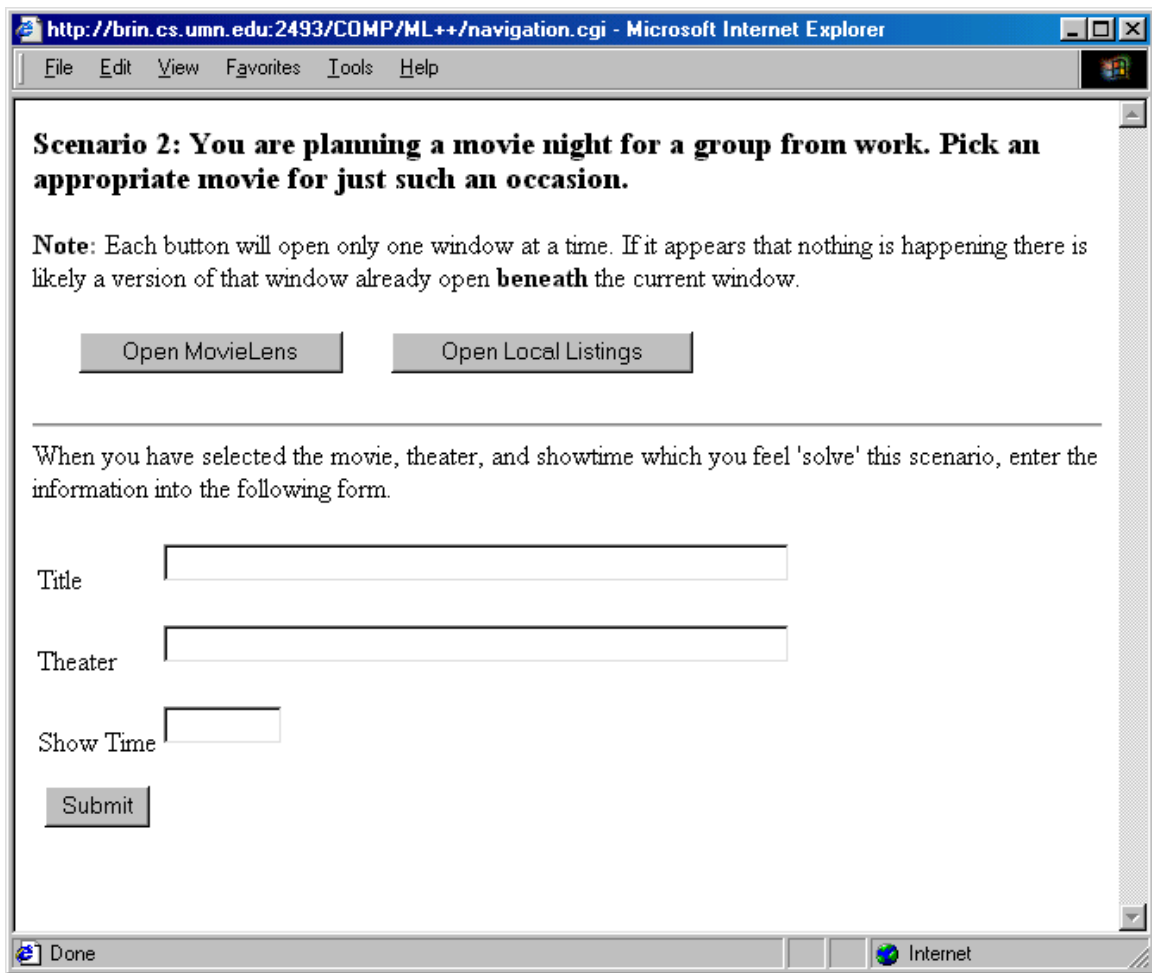 http://brin.cs.umn.edu:2493/COMP/ML++/navigation.cgi - Microsoft Internet Explorer
File Edit View Favorites Tools Help
Scenario 2: You are planning a movie night for a group from work. Pick an
appropriate movie for just such an occasion.
Note: Each button will open only one window at a time. If it appears that nothing is happening there is
likely a version of that window already open beneath the current window.
Open MovieLens Open Local Listings
When you have selected the movie, theater, and showtime which you feel 'solve' this scenario, enter the
information into the following form.
Title
Theater
Show Time
Submit
Done Internet